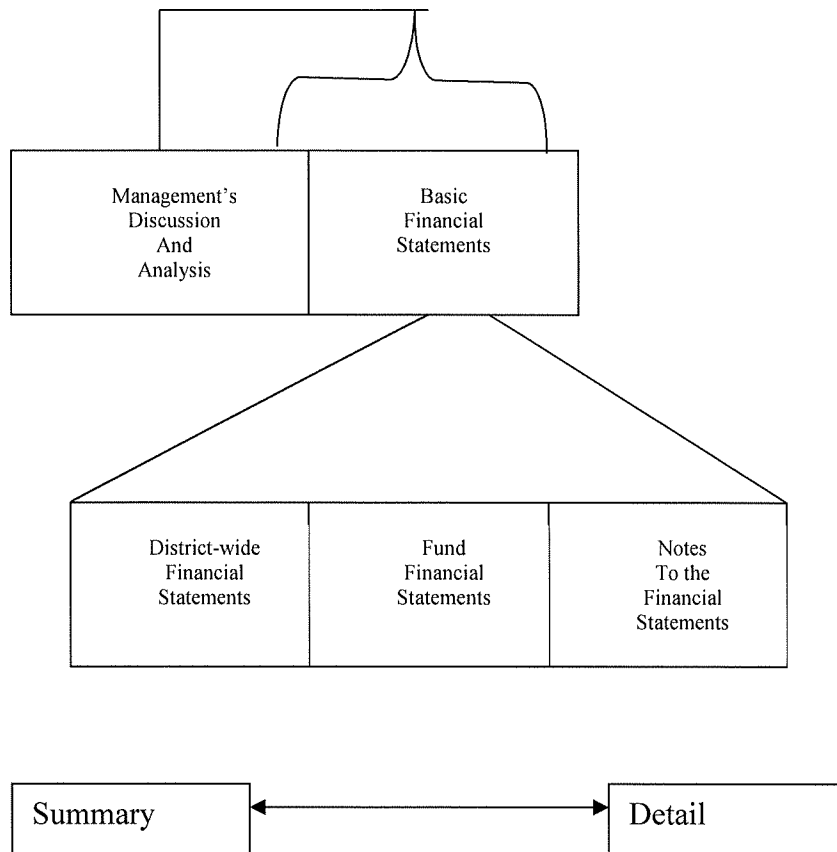 Management's
Discussion
And
Analysis
Basic
Financial
Statements
District-wide
Financial
Statements
Fund
Financial
Statements
Notes
To the
Financial
Statements
Summary
Detail